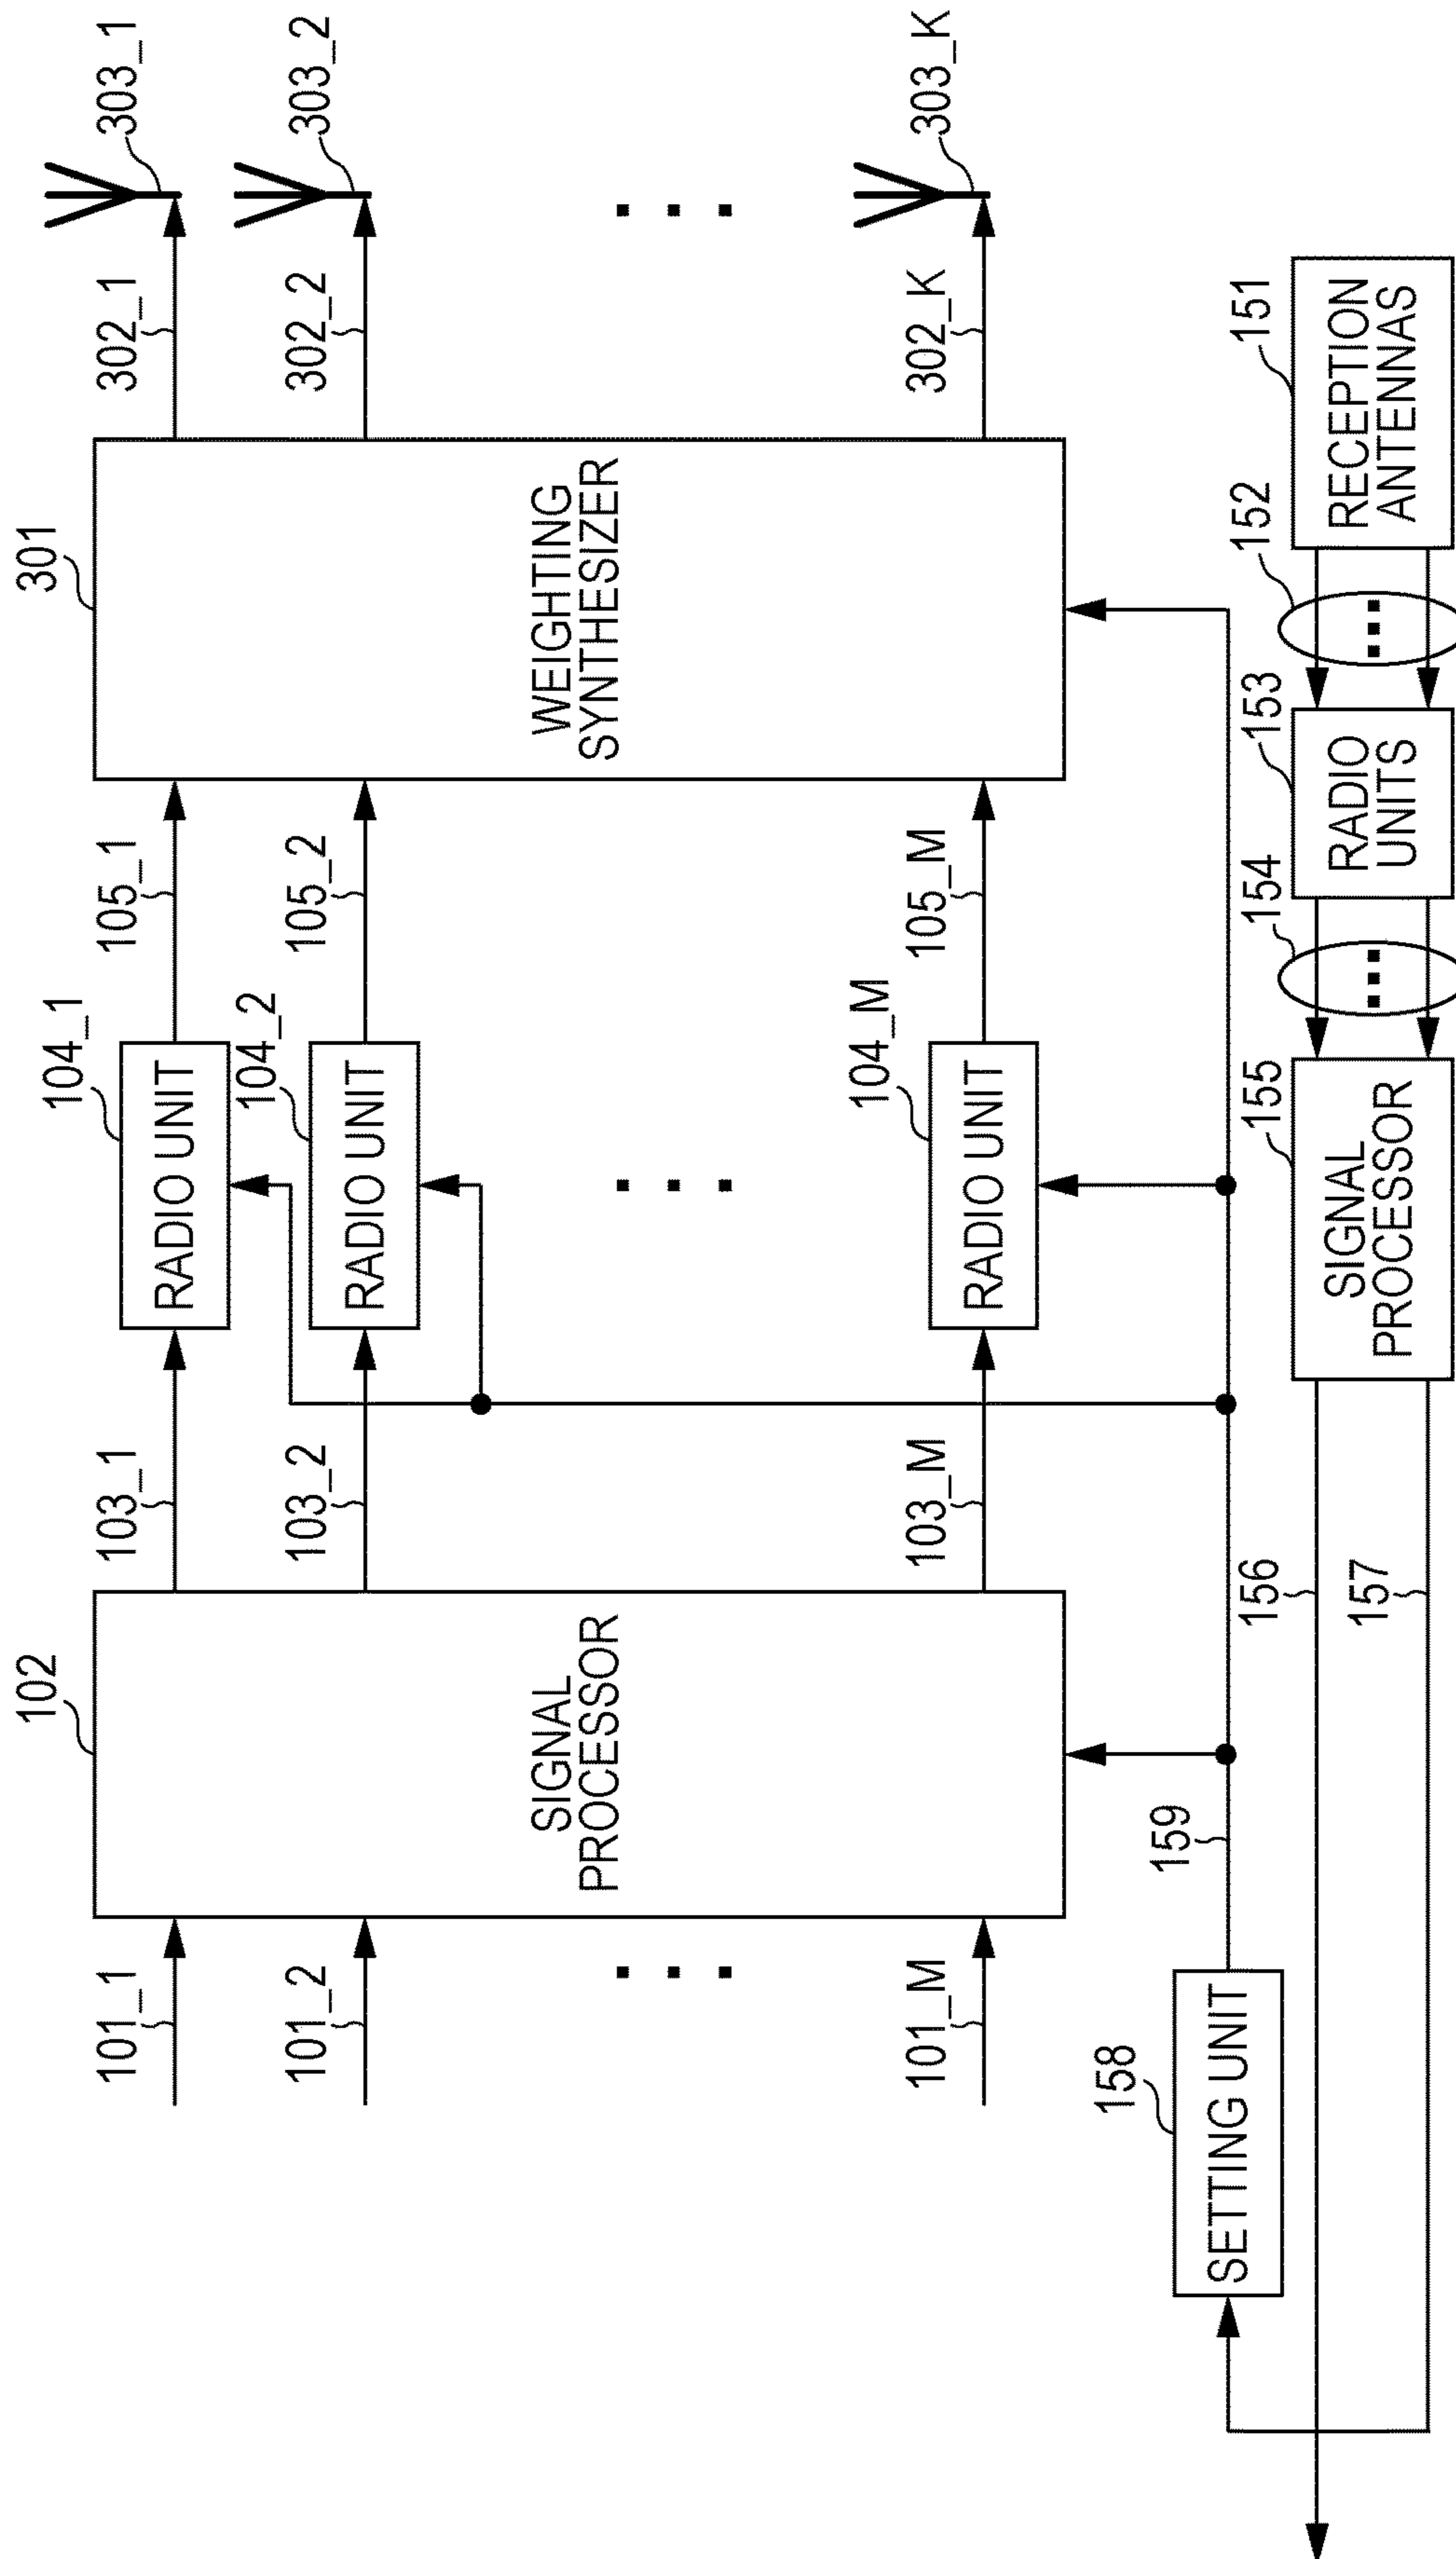 101_1
101_2
101_M
102
SIGNAL
PROCESSOR
103_1
103_2
103_M
104_1
RADIO UNIT
104_2
RADIO UNIT
104_M
RADIO UNIT
105_1
105_2
105_M
301
WEIGHTING
SYNTHESIZER
302_1
302_2
302_K
303_1
303_2
303_K
158
SETTING UNIT
159
156
157
155
SIGNAL
PROCESSOR
154
153
RADIO
UNITS
152
151
RECEPTION
ANTENNAS